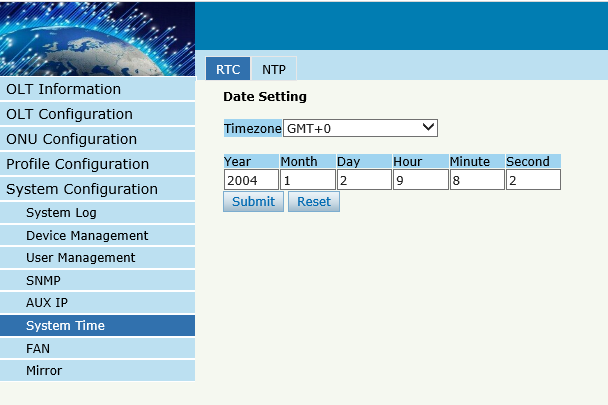 RTC NTP
OLT Information
OLT Configuration
ONU Configuration
Profile Configuration
System Configuration
System Log
Device Management
User Management
SNMP
AUX IP
System Time
FAN
Mirror
Date Setting
Timezone GMT+0
Year Month Day Hour Minute Second
2004 1 2 9 8 2
Submit Reset